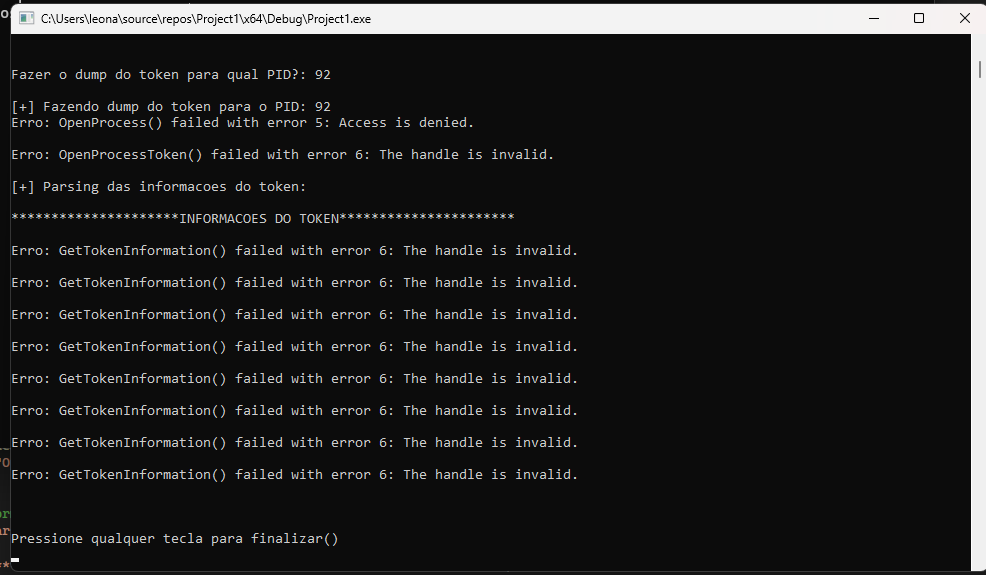 C:\Users\leona\source\repos\Project1\x64\Debug\Project1.exe
Fazer o dump do token para qual PID?: 92
[+] Fazendo dump do token para o PID: 92
Erro: OpenProcess() failed with error 5: Access is denied.
Erro: OpenProcessToken() failed with error 6: The handle is invalid.
[+] Parsing das informacoes do token:
*********************INFORMACOES DO TOKEN**********************
Erro: GetTokenInformation() failed with error 6: The handle is invalid.
Erro: GetTokenInformation() failed with error 6: The handle is invalid.
Erro: GetTokenInformation() failed with error 6: The handle is invalid.
Erro: GetTokenInformation() failed with error 6: The handle is invalid.
Erro: GetTokenInformation() failed with error 6: The handle is invalid.
Erro: GetTokenInformation() failed with error 6: The handle is invalid.
Erro: GetTokenInformation() failed with error 6: The handle is invalid.
Erro: GetTokenInformation() failed with error 6: The handle is invalid.
Pressione qualquer tecla para finalizar()